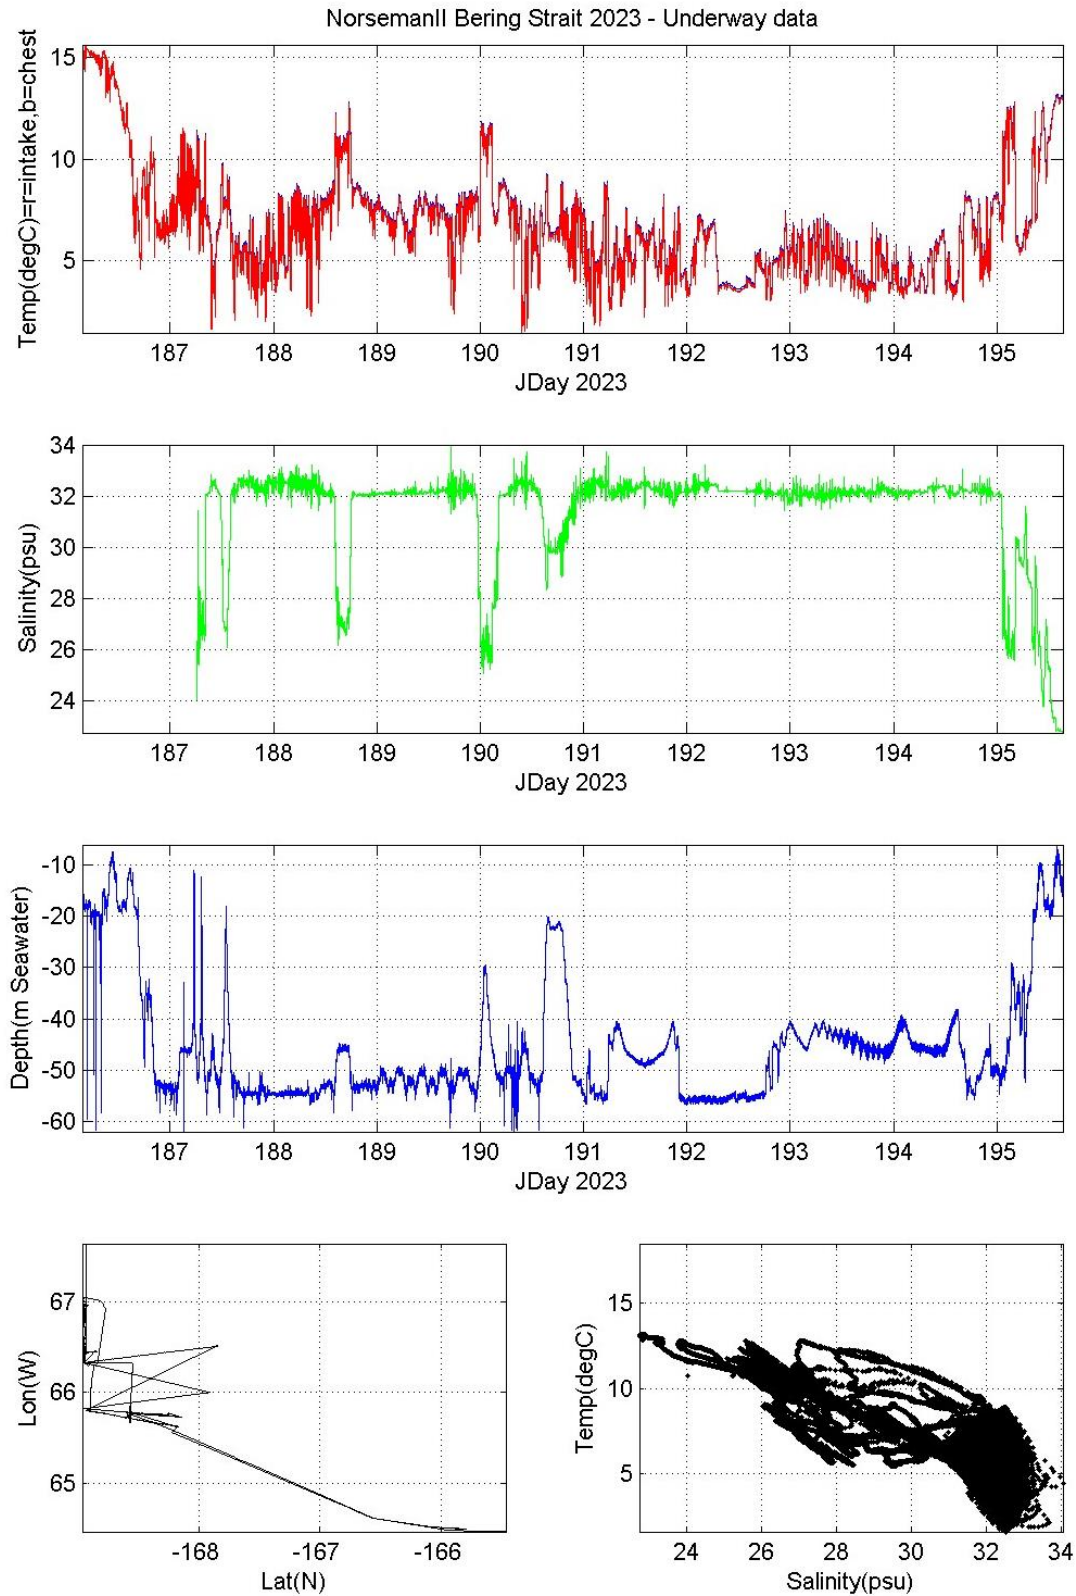 NorsemanII Bering Strait 2023 - Underway data
Temp(degC)=r=intake,b=chest
15
10
5
187 188 189 190 191 192 193 194 195
JDay 2023
Salinity(psu)
34
32
30
28
26
24
187 188 189 190 191 192 193 194 195
JDay 2023
Depth(m Seawater)
-10
-20
-30
-40
-50
-60
187 188 189 190 191 192 193 194 195
JDay 2023
Lon(W)
67
66
65
-168 -167 -166
Lat(N)
Temp(degC)
15
10
5
24 26 28 30 32 34
Salinity(psu)